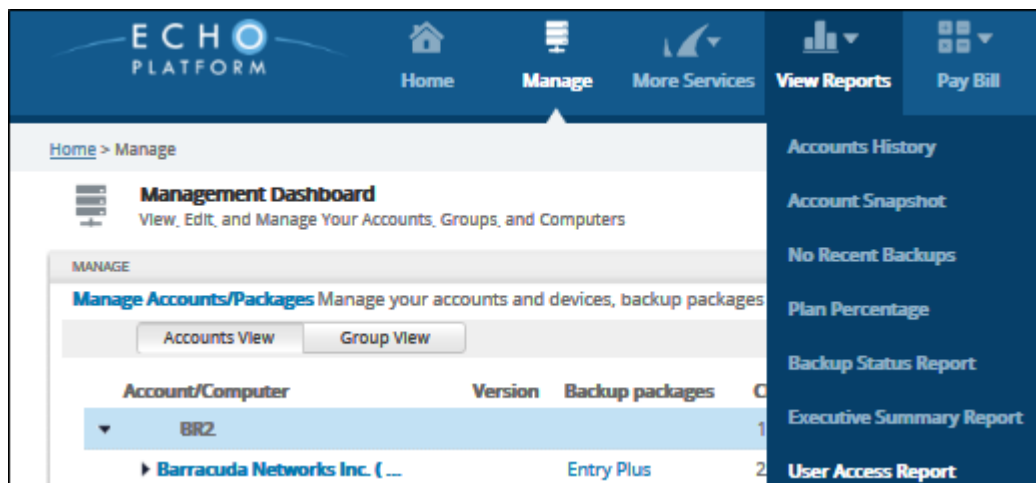 ECHO
PLATFORM
Home
Manage
More Services
View Reports
Pay Bill
Home > Manage
Management Dashboard
View, Edit, and Manage Your Accounts, Groups, and Computers
MANAGE
Manage Accounts/Packages Manage your accounts and devices, backup packages
Accounts View Group View
Account/Computer Version Backup packages
BR2 1
Barracuda Networks Inc. ( ... Entry Plus 2
Accounts History
Account Snapshot
No Recent Backups
Plan Percentage
Backup Status Report
Executive Summary Report
User Access Report